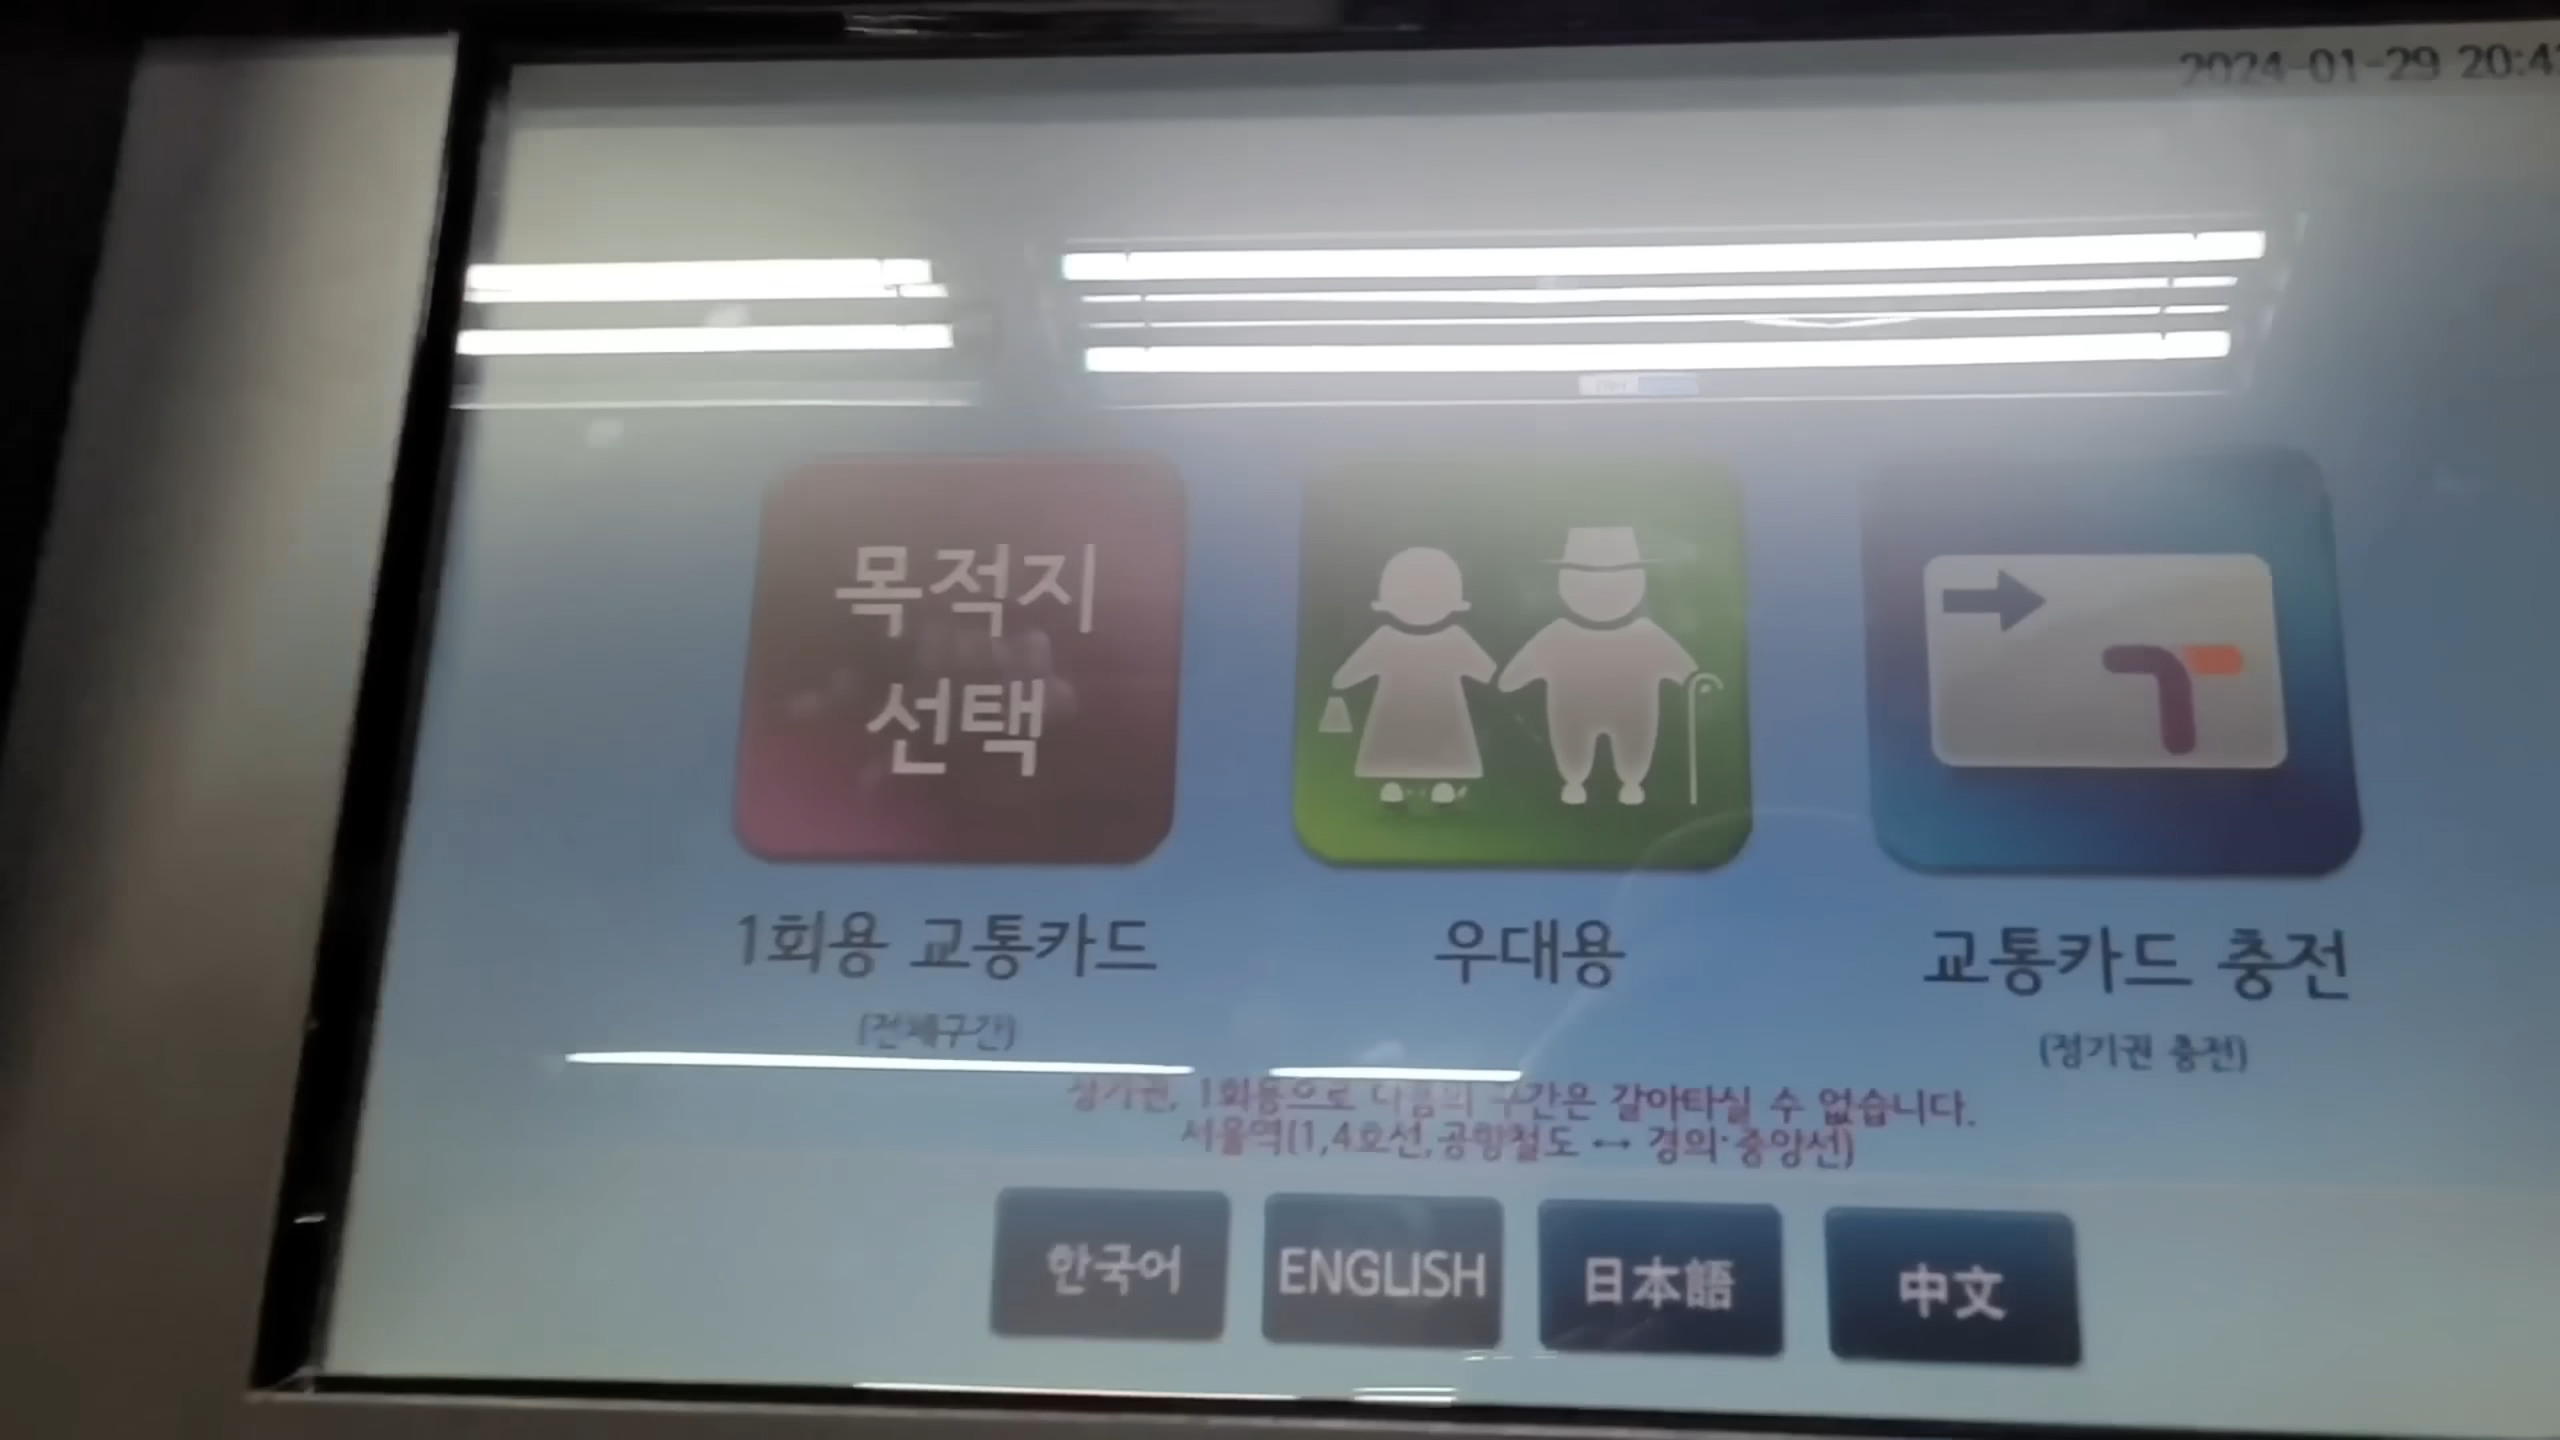 2024-01-29 20:4
목적지
선택
1회용 교통카드
우대용
교통카드 충전
(전체구간)
(정기권 충전)
정기권, 1회용으로 다음의 구간은 갈아타실 수 없습니다.
서울역(1,4호선,공항철도 ↔ 경의·중앙선)
한국어
ENGLISH
日本語
中文